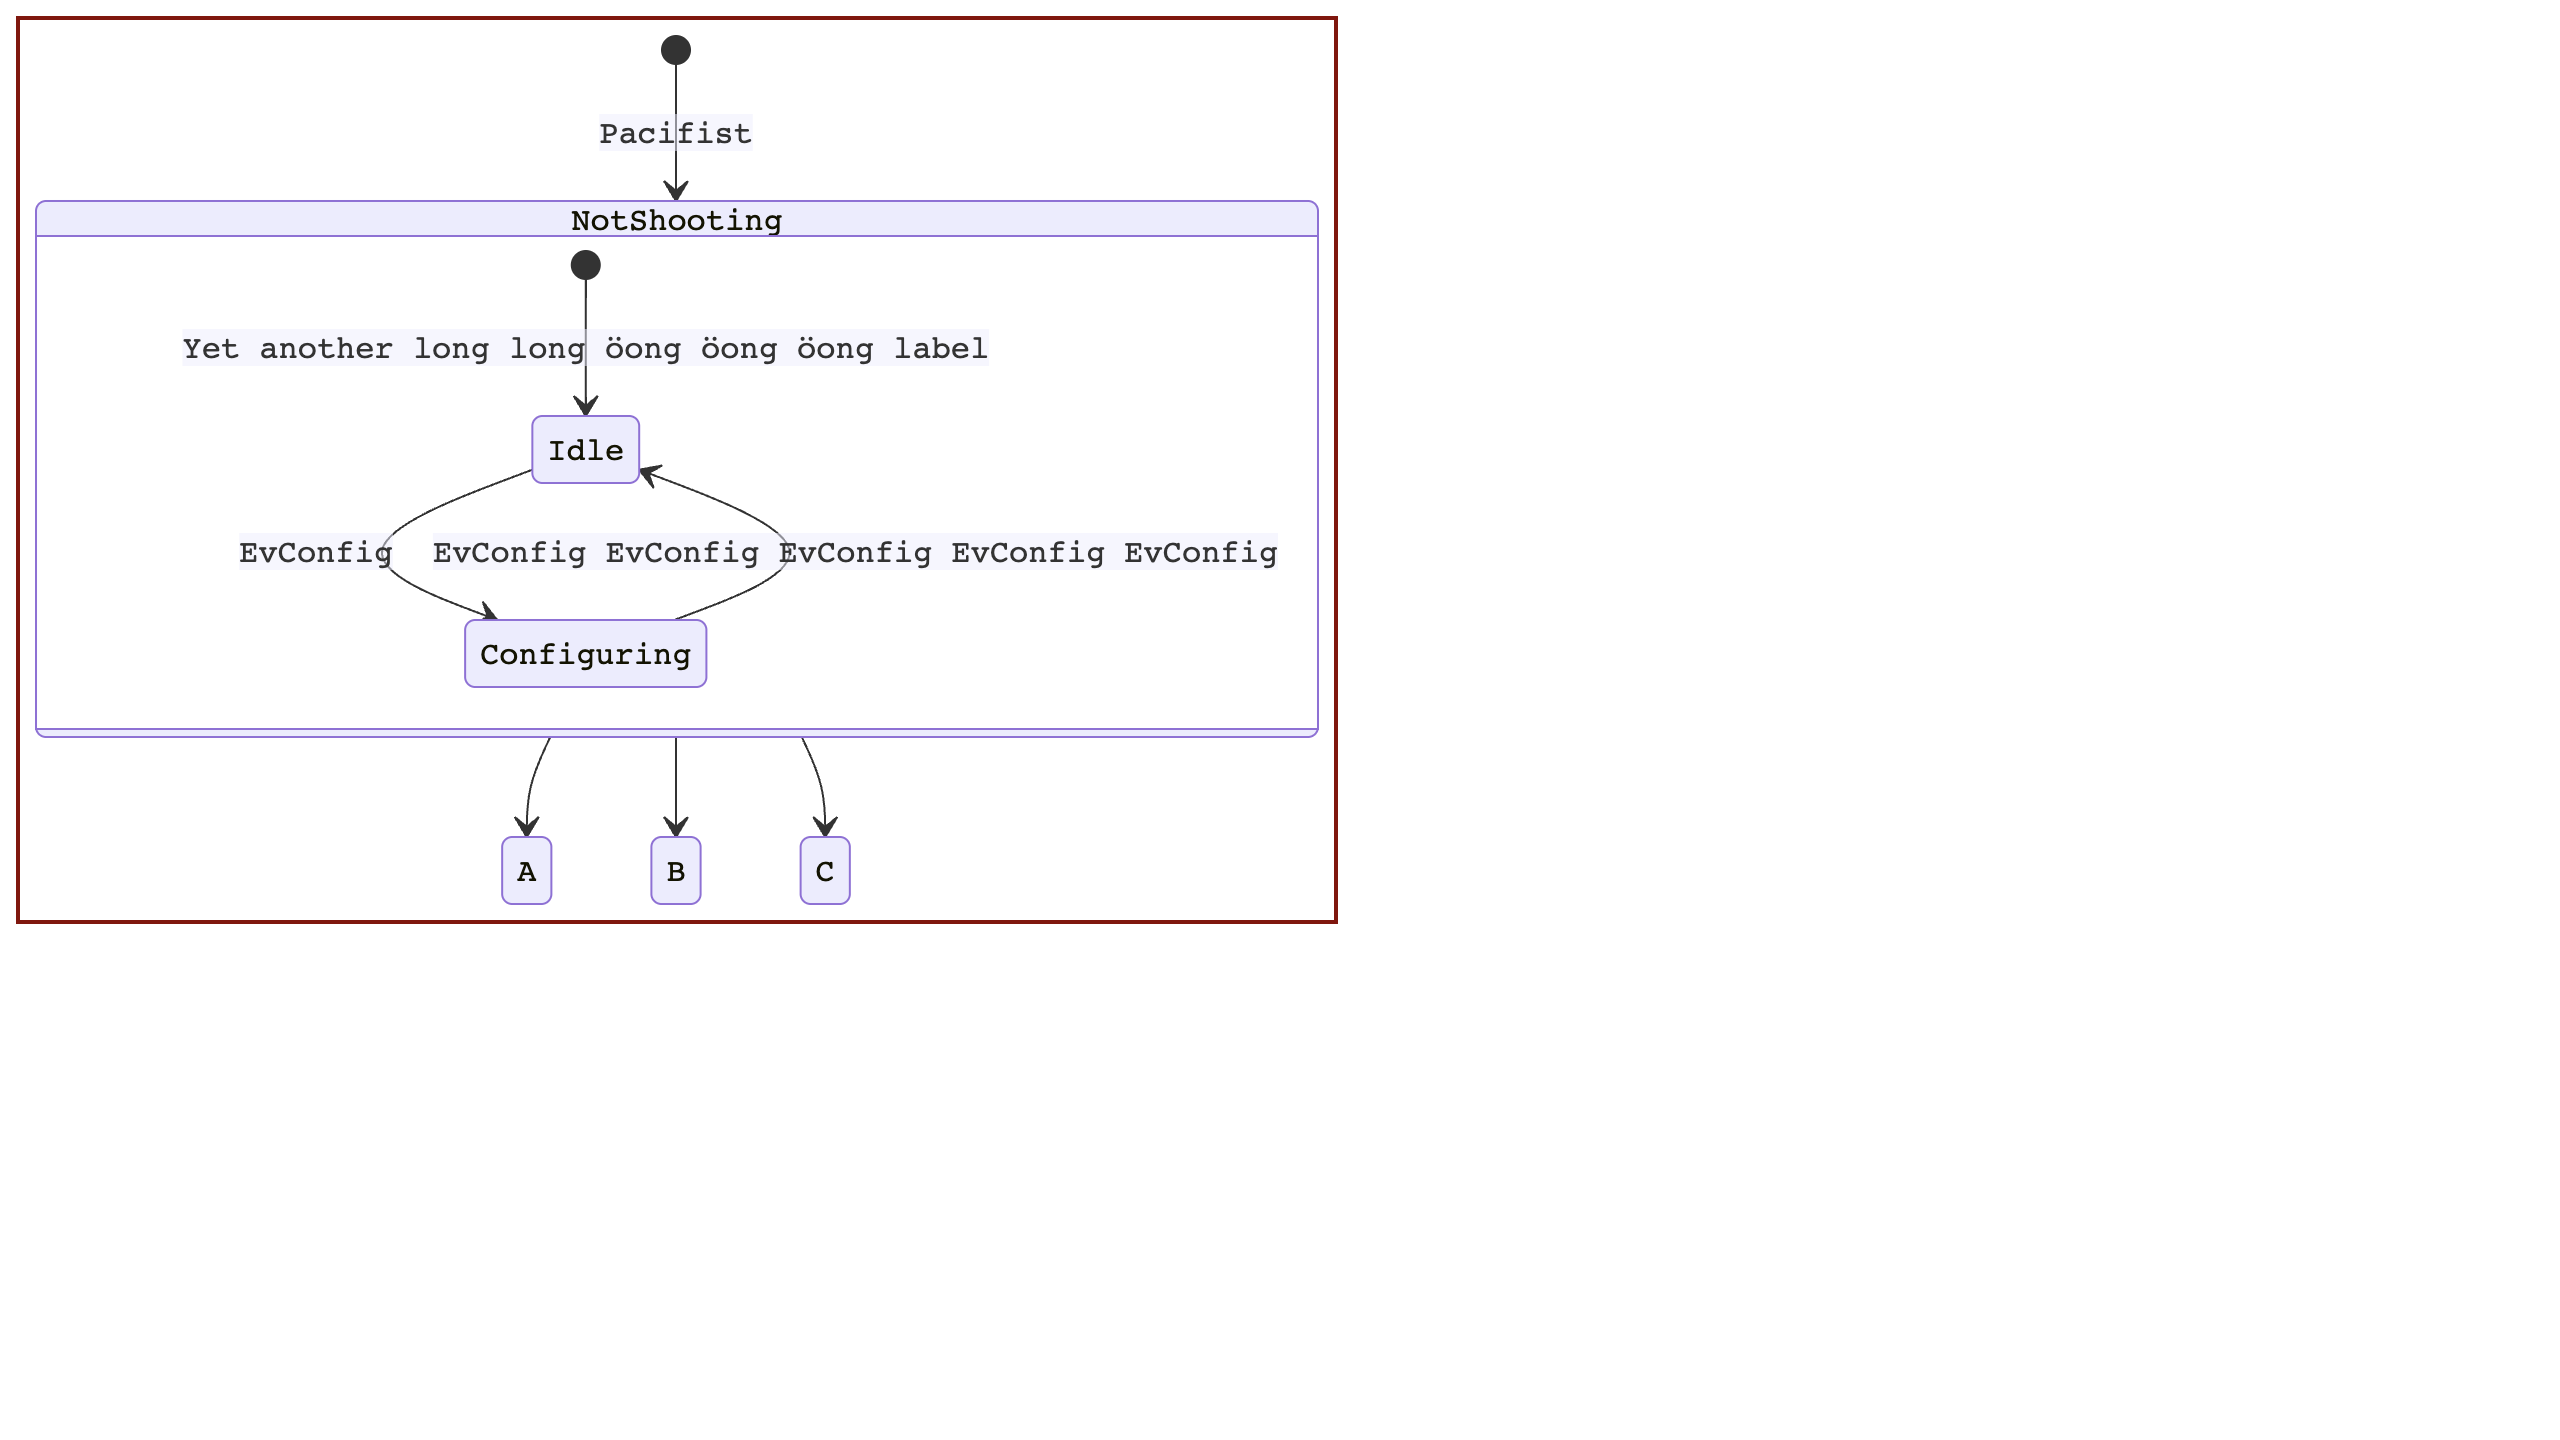 Pacifist
NotShooting
Yet another long long öong öong öong label
Idle
EvConfig
EvConfig EvConfig EvConfig EvConfig EvConfig
Configuring
A
B
C